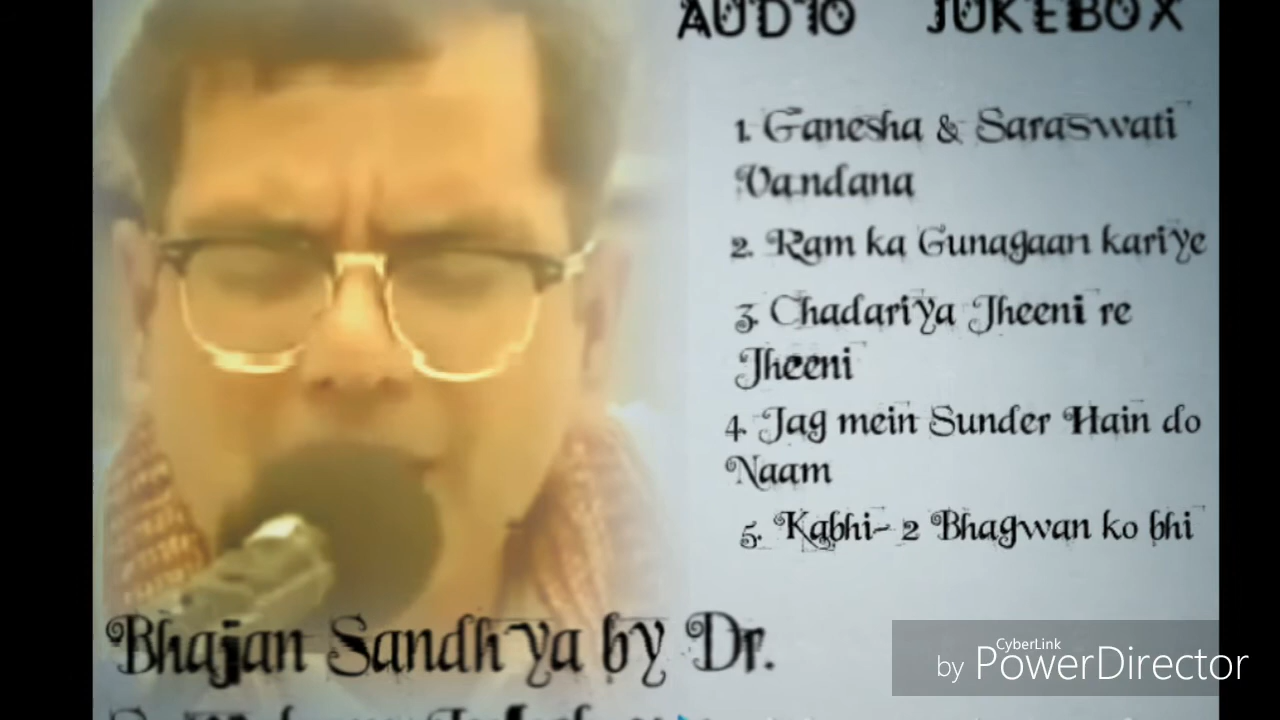 AUDIO JUKEBOX
1. Ganesha & Saraswati
Vandana
2. Ram ka Gunagaan kariye
3. Chadariya Jheeni re
Jheeni
4. Jag mein Sunder Hain do
Naam
5. Kabhi- 2 Bhagwan ko bhi
Bhajan Sandhya by Dr.
CyberLink
by PowerDirector